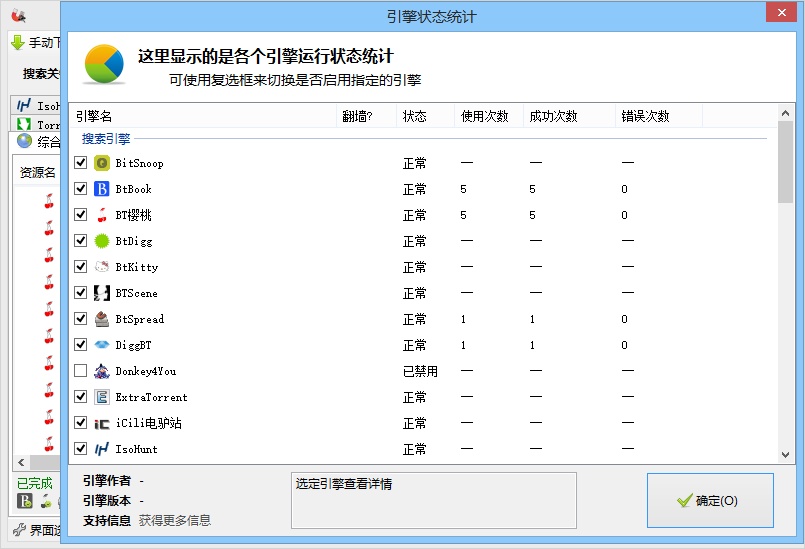 引擎状态统计
手动下
搜索关
IsoH
Torr
综合
资源名
已完成
界面选
这里显示的是各个引擎运行状态统计
可使用复选框来切换是否启用指定的引擎
引擎名 翻墙? 状态 使用次数 成功次数 错误次数
搜索引擎
BitSnoop 正常 — — —
BtBook 正常 5 5 0
BT樱桃 正常 5 5 0
BtDigg 正常 — — —
BtKitty 正常 — — —
BTScene 正常 — — —
BtSpread 正常 1 1 0
DiggBT 正常 1 1 0
Donkey4You 已禁用 — — —
ExtraTorrent 正常 — — —
iCili电驴站 正常 — — —
IsoHunt 正常 — — —
引擎作者 -
引擎版本 -
支持信息 获得更多信息
选定引擎查看详情
确定(O)